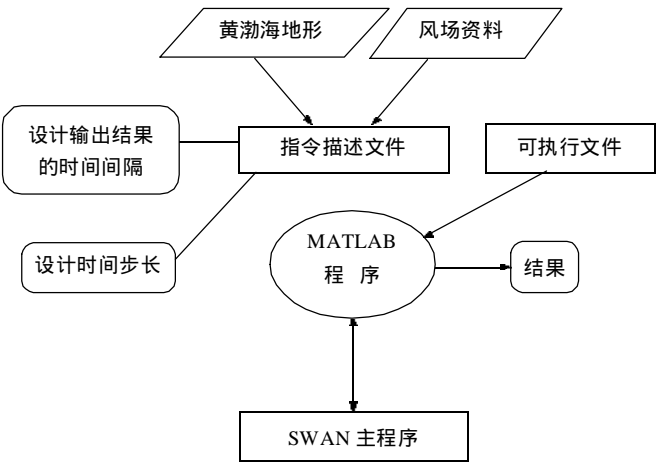 黄渤海地形
风场资料
设计输出结果
的时间间隔
指令描述文件
可执行文件
设计时间步长
MATLAB
程 序
结果
SWAN 主程序